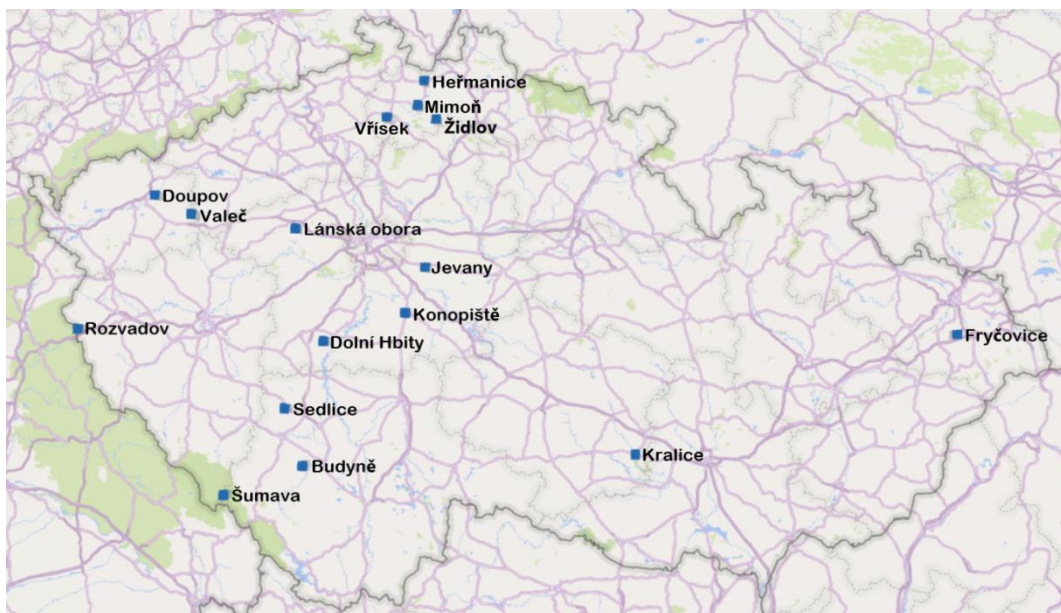 Heřmanice
Mimoň
Vřísek
Židlov
Doupov
Valeč
Lánská obora
Jevany
Konopiště
Rozvadov
Fryčovice
Dolní Hbity
Sedlice
Kralice
Budyně
Šumava